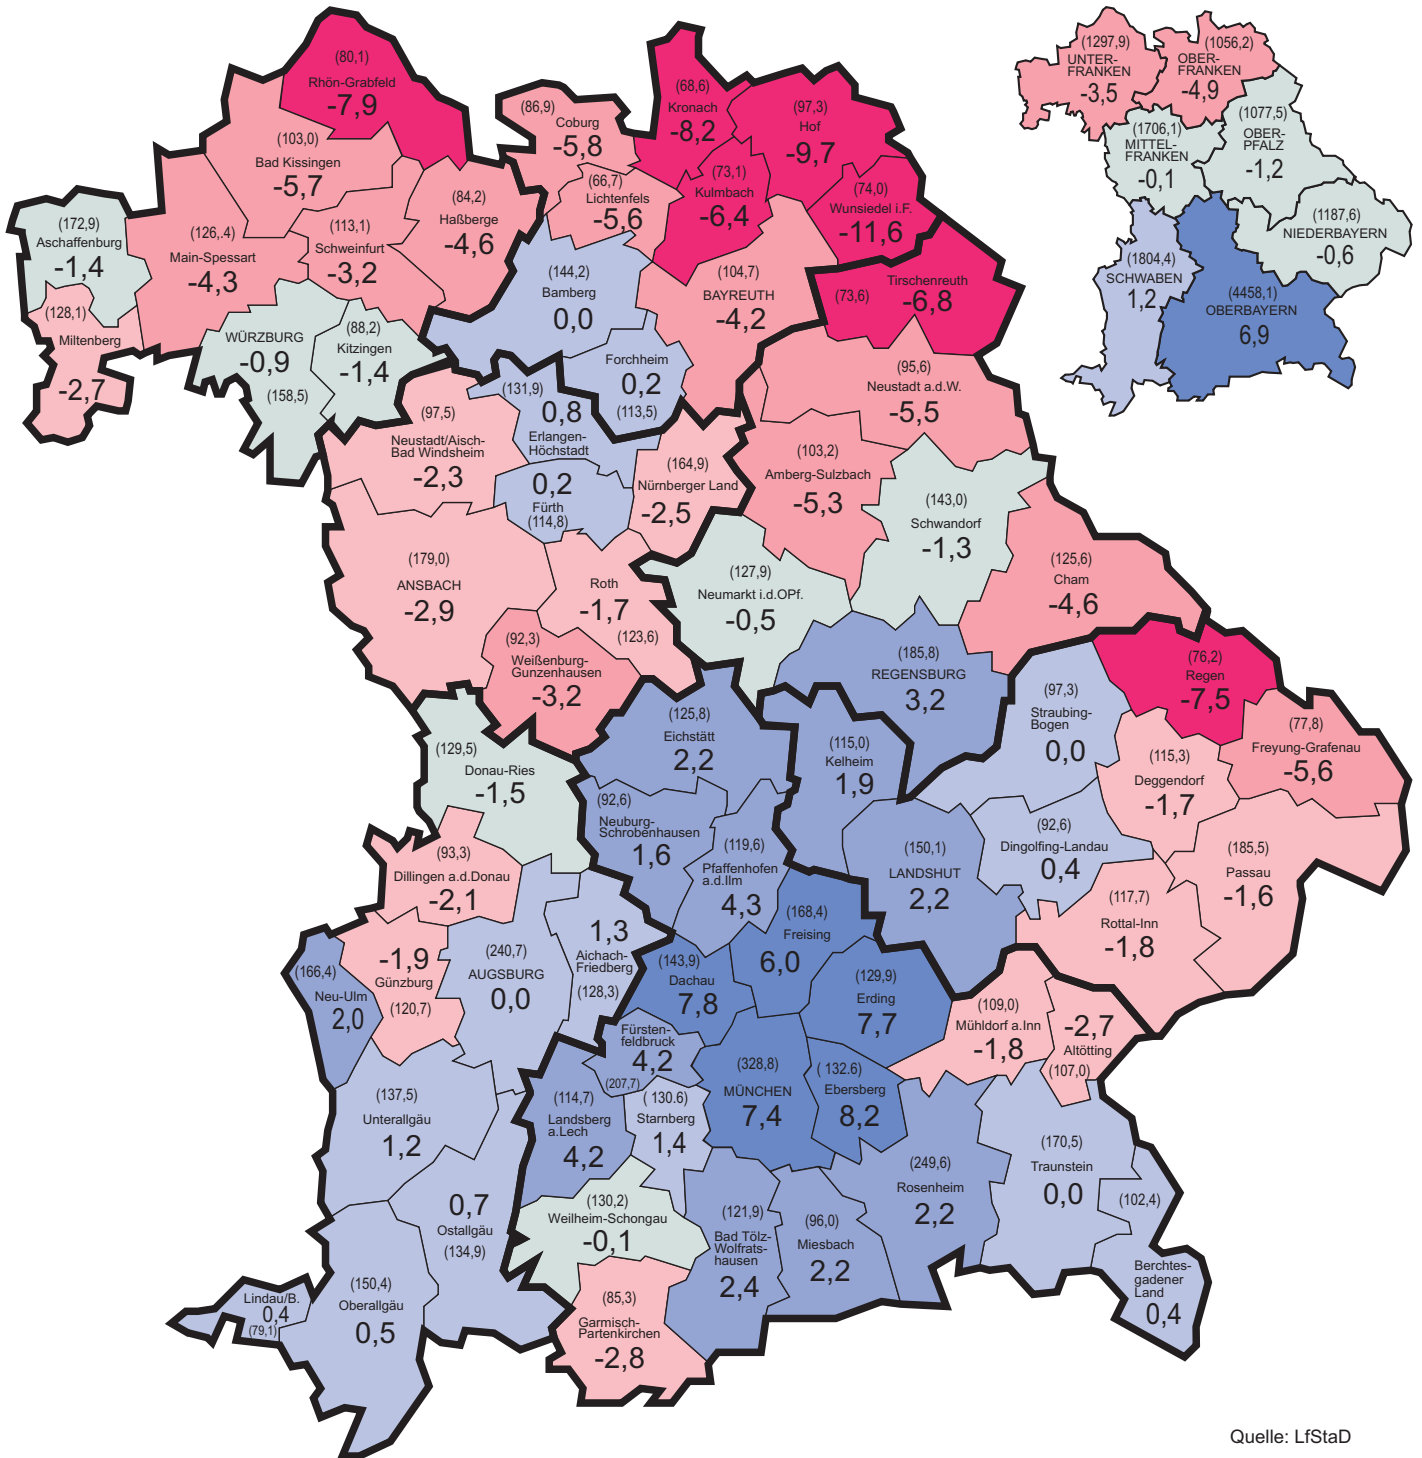 (80,1)
Rhön-Grabfeld
-7,9
(103,0)
Bad Kissingen
-5,7
(86,9)
Coburg
-5,8
(68,6)
Kronach
-8,2
(97,3)
Hof
-9,7
(66,7)
Lichtenfels
-5,6
(73,1)
Kulmbach
-6,4
(74,0)
Wunsiedel i.F.
-11,6
(172,9)
Aschaffenburg
-1,4
(126,.4)
Main-Spessart
-4,3
(113,1)
Schweinfurt
-3,2
(84,2)
Haßberge
-4,6
(144,2)
Bamberg
0,0
(104,7)
BAYREUTH
-4,2
(73,6)
Tirschenreuth
-6,8
(128,1)
Miltenberg
-2,7
WÜRZBURG
-0,9
(158,5)
(88,2)
Kitzingen
-1,4
Forchheim
0,2
(113,5)
(131,9)
0,8
Erlangen-
Höchstadt
(95,6)
Neustadt a.d.W.
-5,5
(97,5)
Neustadt/Aisch-
Bad Windsheim
-2,3
0,2
Fürth
(114,8)
(164,9)
Nürnberger Land
-2,5
(103,2)
Amberg-Sulzbach
-5,3
(143,0)
Schwandorf
-1,3
(179,0)
ANSBACH
-2,9
Roth
-1,7
(123,6)
(127,9)
Neumarkt i.d.OPf.
-0,5
(125,6)
Cham
-4,6
(92,3)
Weißenburg-
Gunzenhausen
-3,2
(185,8)
REGENSBURG
3,2
(76,2)
Regen
-7,5
(97,3)
Straubing-
Bogen
0,0
(77,8)
Freyung-Grafenau
-5,6
(129,5)
Donau-Ries
-1,5
(125,8)
Eichstätt
2,2
(115,0)
Kelheim
1,9
(115,3)
Deggendorf
-1,7
(92,6)
Neuburg-
Schrobenhausen
1,6
(119,6)
Pfaffenhofen
a.d.Ilm
4,3
(150,1)
LANDSHUT
2,2
(92,6)
Dingolfing-Landau
0,4
(185,5)
Passau
-1,6
(93,3)
Dillingen a.d.Donau
-2,1
(117,7)
Rottal-Inn
-1,8
(168,4)
Freising
6,0
-1,9
Günzburg
(120,7)
(240,7)
AUGSBURG
0,0
1,3
Aichach-
Friedberg
(128,3)
(166,4)
Neu-Ulm
2,0
(143,9)
Dachau
7,8
(129,9)
Erding
7,7
(109,0)
Mühldorf a.Inn
-1,8
-2,7
Altötting
(107,0)
Fürsten-
feldbruck
4,2
(207,7)
(328,8)
MÜNCHEN
7,4
( 132.6)
Ebersberg
8,2
(137,5)
Unterallgäu
1,2
(114,7)
Landsberg
a.Lech
4,2
( 130.6)
Starnberg
1,4
(249,6)
Rosenheim
2,2
(170,5)
Traunstein
0,0
(102,4)
Berchtes-
gadener
Land
0,4
0,7
Ostallgäu
(134,9)
(130,2)
Weilheim-Schongau
-0,1
(121,9)
Bad Tölz-
Wolfrats-
hausen
2,4
(96,0)
Miesbach
2,2
Lindau/B.
0,4
(79,1)
(150,4)
Oberallgäu
0,5
(85,3)
Garmisch-
Partenkirchen
-2,8
(1297,9)
UNTER-
FRANKEN
-3,5
(1056,2)
OBER-
FRANKEN
-4,9
(1706,1)
MITTEL-
FRANKEN
-0,1
(1077,5)
OBER-
PFALZ
-1,2
(1187,6)
NIEDERBAYERN
-0,6
(1804,4)
SCHWABEN
1,2
(4458,1)
OBERBAYERN
6,9
Quelle: LfStaD